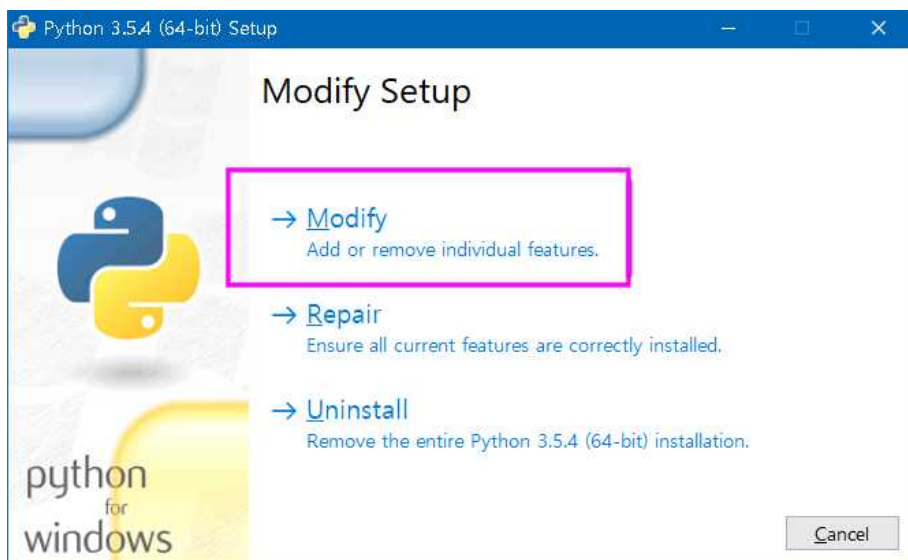 Python 3.5.4 (64-bit) Setup
Modify Setup
→ Modify
Add or remove individual features.
→ Repair
Ensure all current features are correctly installed.
→ Uninstall
Remove the entire Python 3.5.4 (64-bit) installation.
python
for
windows
Cancel